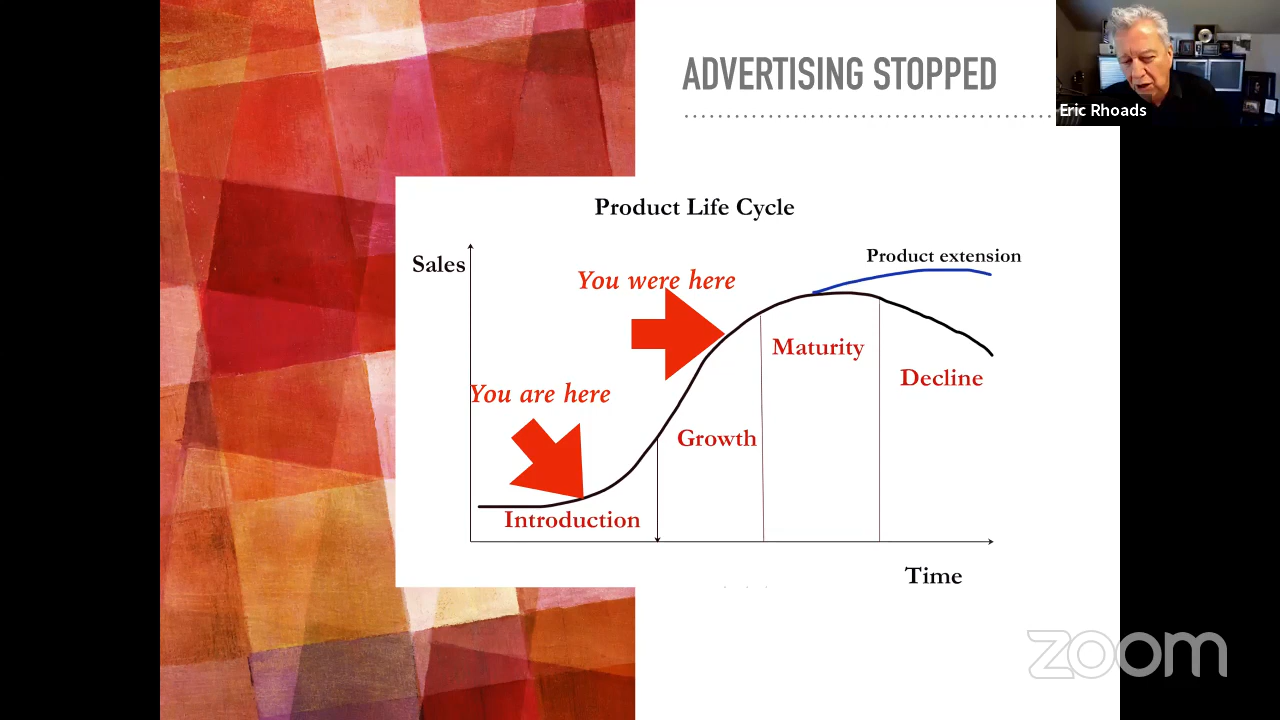 ADVERTISING STOPPED
Eric Rhoads
Product Life Cycle
Sales
Product extension
You were here
Maturity
Decline
You are here
Growth
Introduction
Time
zoom